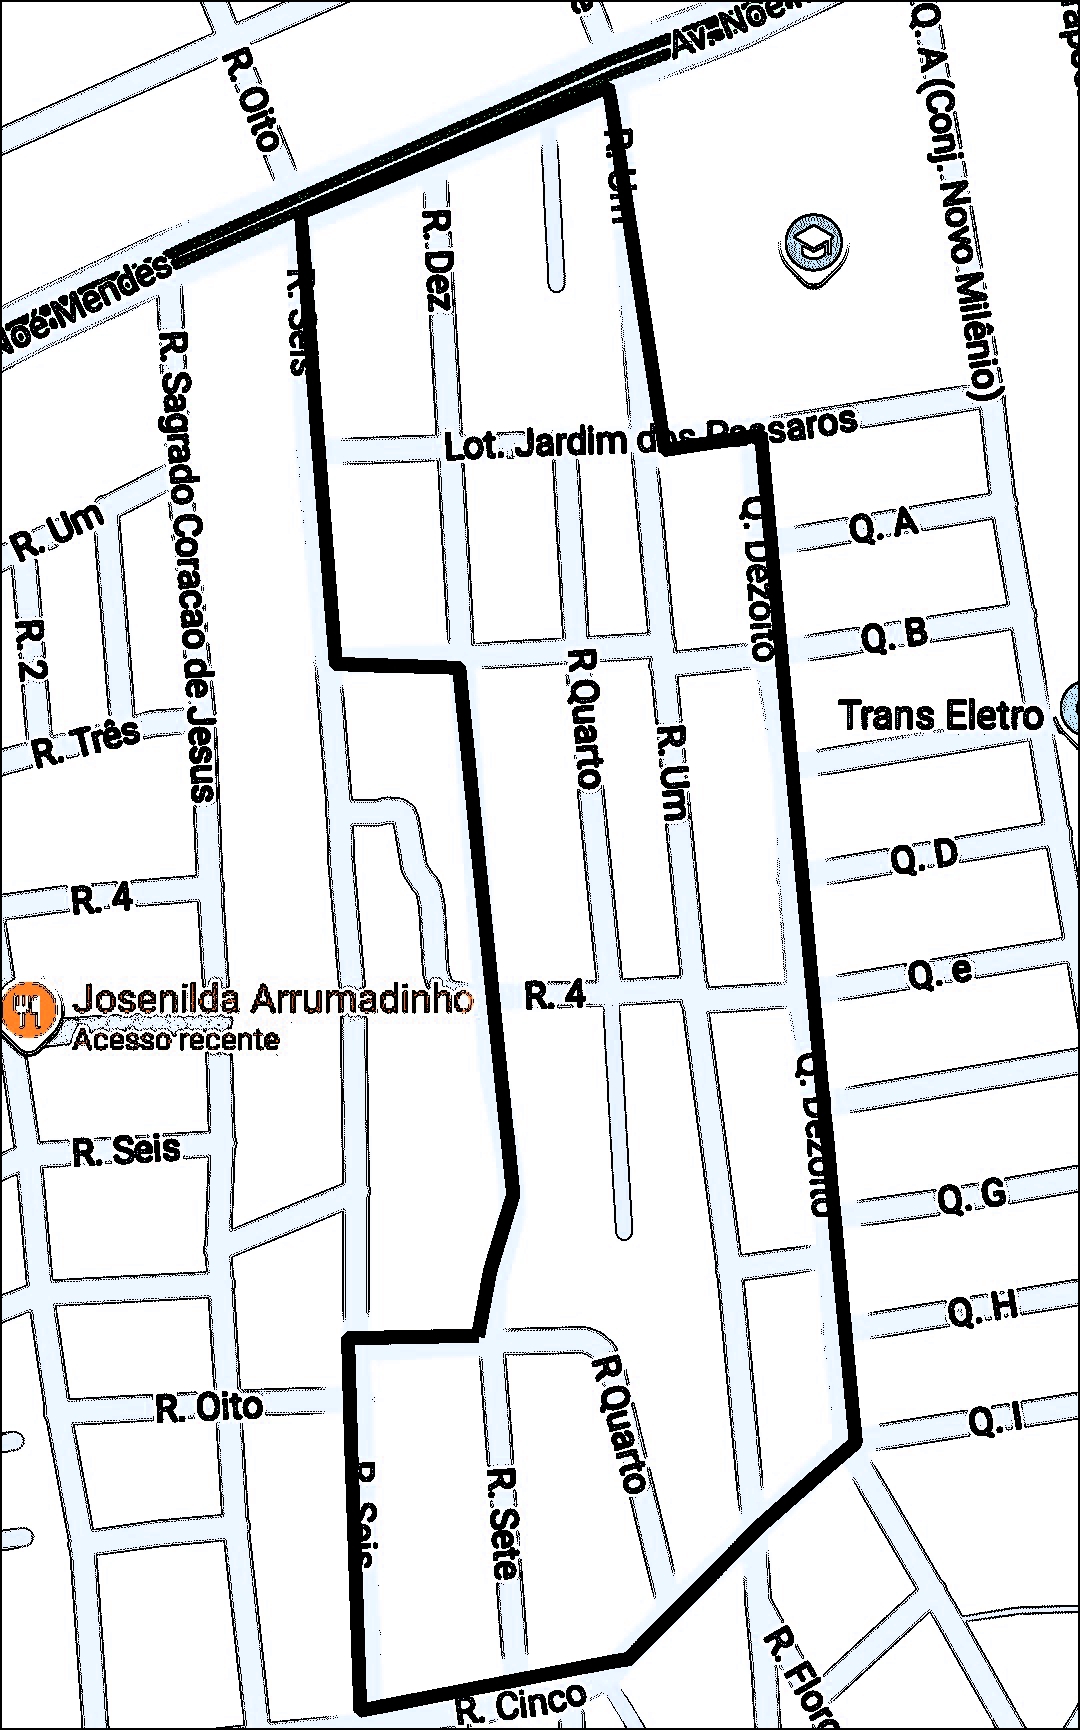 R. Oito
Av. Noé
Q. A (Conj. Novo Milênio)
R. Um
R. Dez
Noé Mendes
R. Seis
R. Sagrado Coracao de Jesus
Lot. Jardim dos Passaros
R. Um
Q. A
Q. Dezoito
R. 2
Q. B
R Quarto
Trans Eletro
R. Três
R. Um
Q. D
R. 4
Q. e
R. 4
Josenilda Arrumadinho
Acesso recente
Q. Dezoito
R. Seis
Q. G
Q. H
R. Oito
R Quarto
Q. I
R. Seis
R. Sete
R. Cinco